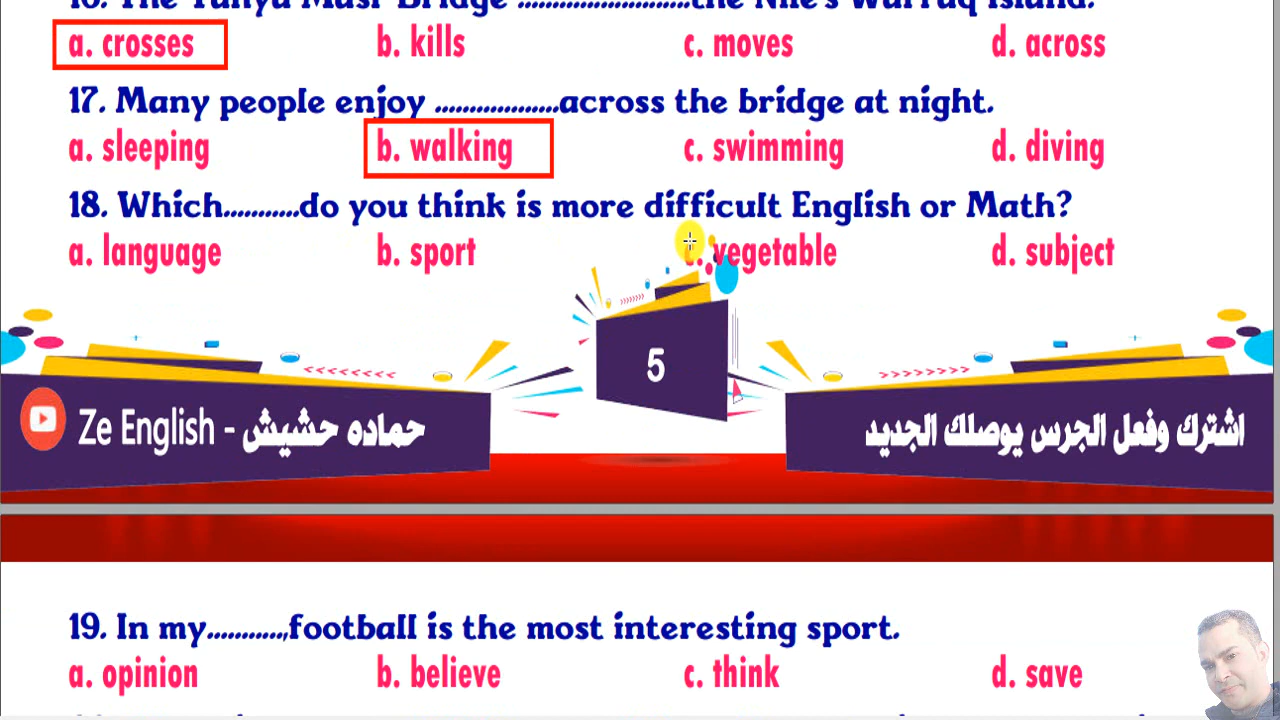 16. The Tahya Masr Bridge ........................the Nile's Warraq Island.
a. crosses b. kills c. moves d. across
17. Many people enjoy ..................across the bridge at night.
a. sleeping b. walking c. swimming d. diving
18. Which...........do you think is more difficult English or Math?
a. language b. sport c. vegetable d. subject
5
Ze English - حماده حشيش
اشترك وفعل الجرس يوصلك الجديد
19. In my...........,football is the most interesting sport.
a. opinion b. believe c. think d. save